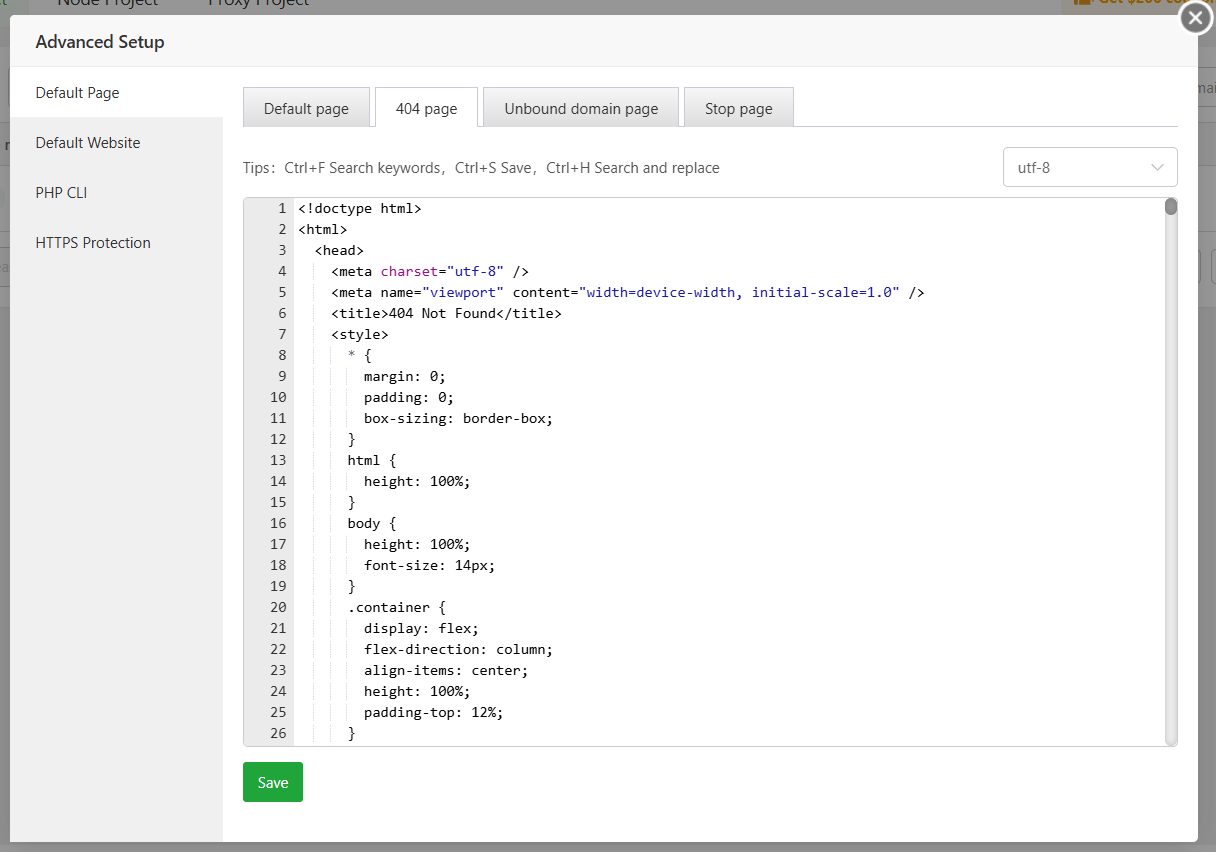 Node Project
Proxy Project
Advanced Setup
Default Page
Default Website
PHP CLI
HTTPS Protection
Default page
404 page
Unbound domain page
Stop page
Tips：Ctrl+F Search keywords，Ctrl+S Save，Ctrl+H Search and replace
utf-8
1 <!doctype html>
2 <html>
3 <head>
4 <meta charset="utf-8" />
5 <meta name="viewport" content="width=device-width, initial-scale=1.0" />
6 <title>404 Not Found</title>
7 <style>
8 * {
9 margin: 0;
10 padding: 0;
11 box-sizing: border-box;
12 }
13 html {
14 height: 100%;
15 }
16 body {
17 height: 100%;
18 font-size: 14px;
19 }
20 .container {
21 display: flex;
22 flex-direction: column;
23 align-items: center;
24 height: 100%;
25 padding-top: 12%;
26 }
Save